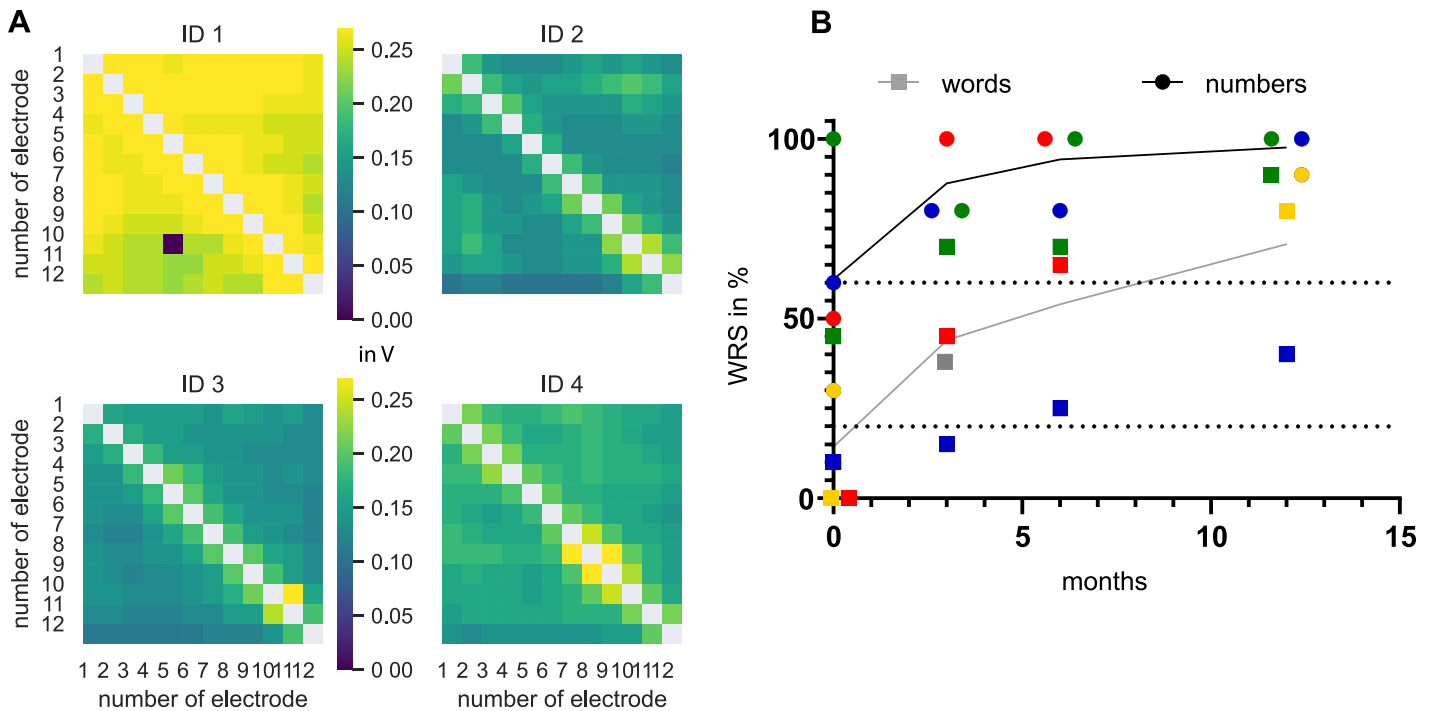 A
B
ID 1
ID 2
number of electrode
1
2
3
4
5
6
7
8
9
10
11
12
0.25
0.20
0.15
0.10
0.05
0.00
in V
ID 3
ID 4
number of electrode
1
2
3
4
5
6
7
8
9
10
11
12
0.25
0.20
0.15
0.10
0.05
0 00
1 2 3 4 5 6 7 8 9 10 11 12
1 2 3 4 5 6 7 8 9 10 11 12
number of electrode
number of electrode
words
numbers
WRS in %
100
50
0
0 5 10 15
months